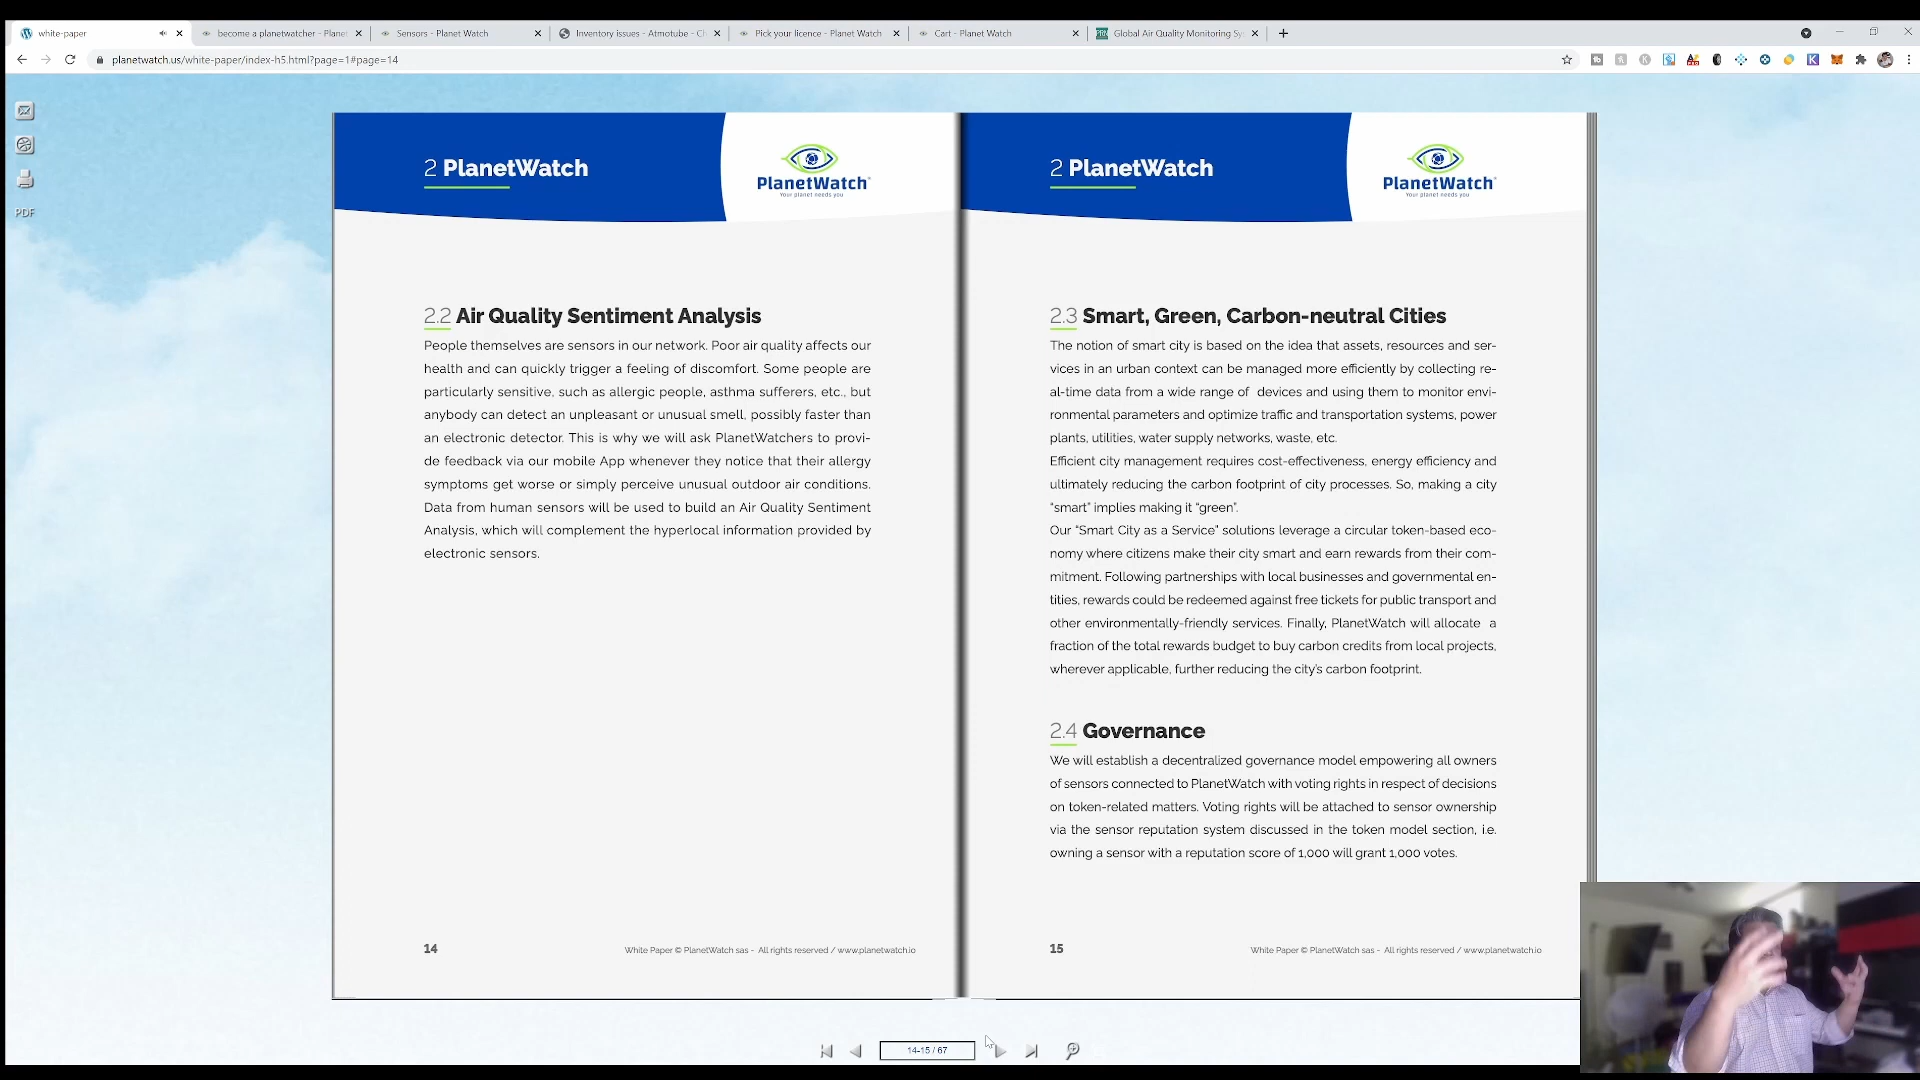 white-paper
become a planetwatcher - Planet
Sensors - Planet Watch
Inventory issues - Atmotube - Ch
Pick your licence - Planet Watch
Cart - Planet Watch
Global Air Quality Monitoring Sy
planetwatch.us/white-paper/index-h5.html?page=1#page=14
PDF
2 PlanetWatch
PlanetWatch
Your planet needs you
2.2 Air Quality Sentiment Analysis
People themselves are sensors in our network. Poor air quality affects our
health and can quickly trigger a feeling of discomfort. Some people are
particularly sensitive, such as allergic people, asthma sufferers, etc., but
anybody can detect an unpleasant or unusual smell, possibly faster than
an electronic detector. This is why we will ask PlanetWatchers to provi-
de feedback via our mobile App whenever they notice that their allergy
symptoms get worse or simply perceive unusual outdoor air conditions.
Data from human sensors will be used to build an Air Quality Sentiment
Analysis, which will complement the hyperlocal information provided by
electronic sensors.
14
White Paper © PlanetWatch sas - All rights reserved / www.planetwatch.io
2 PlanetWatch
PlanetWatch
Your planet needs you
2.3 Smart, Green, Carbon-neutral Cities
The notion of smart city is based on the idea that assets, resources and ser-
vices in an urban context can be managed more efficiently by collecting re-
al-time data from a wide range of devices and using them to monitor envi-
ronmental parameters and optimize traffic and transportation systems, power
plants, utilities, water supply networks, waste, etc.
Efficient city management requires cost-effectiveness, energy efficiency and
ultimately reducing the carbon footprint of city processes. So, making a city
“smart” implies making it “green”.
Our “Smart City as a Service” solutions leverage a circular token-based eco-
nomy where citizens make their city smart and earn rewards from their com-
mitment. Following partnerships with local businesses and governmental en-
tities, rewards could be redeemed against free tickets for public transport and
other environmentally-friendly services. Finally, PlanetWatch will allocate a
fraction of the total rewards budget to buy carbon credits from local projects,
wherever applicable, further reducing the city's carbon footprint.
2.4 Governance
We will establish a decentralized governance model empowering all owners
of sensors connected to PlanetWatch with voting rights in respect of decisions
on token-related matters. Voting rights will be attached to sensor ownership
via the sensor reputation system discussed in the token model section, i.e.
owning a sensor with a reputation score of 1,000 will grant 1,000 votes.
15
White Paper © PlanetWatch sas - All rights reserved / www.planetwatch.io
14-15 / 67